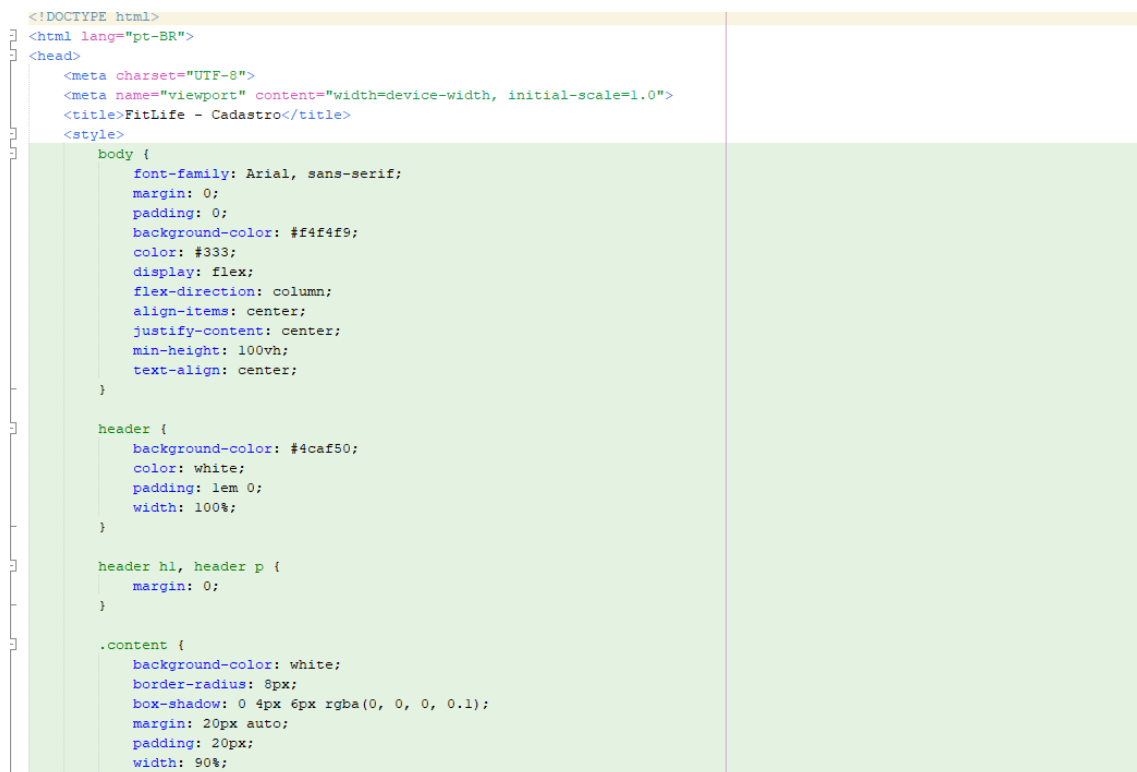 <!DOCTYPE html>
<html lang="pt-BR">
<head>
    <meta charset="UTF-8">
    <meta name="viewport" content="width=device-width, initial-scale=1.0">
    <title>FitLife - Cadastro</title>
    <style>
        body {
            font-family: Arial, sans-serif;
            margin: 0;
            padding: 0;
            background-color: #f4f4f9;
            color: #333;
            display: flex;
            flex-direction: column;
            align-items: center;
            justify-content: center;
            min-height: 100vh;
            text-align: center;
        }

        header {
            background-color: #4caf50;
            color: white;
            padding: 1em 0;
            width: 100%;
        }

        header h1, header p {
            margin: 0;
        }

        .content {
            background-color: white;
            border-radius: 8px;
            box-shadow: 0 4px 6px rgba(0, 0, 0, 0.1);
            margin: 20px auto;
            padding: 20px;
            width: 90%;